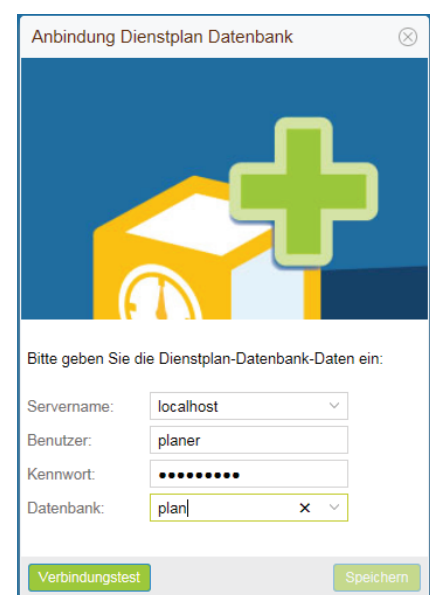 Anbindung Dienstplan Datenbank
Bitte geben Sie die Dienstplan-Datenbank-Daten ein:
Servername: localhost
Benutzer: planer
Kennwort: ●●●●●●●●●
Datenbank: plan
Verbindungstest Speichern